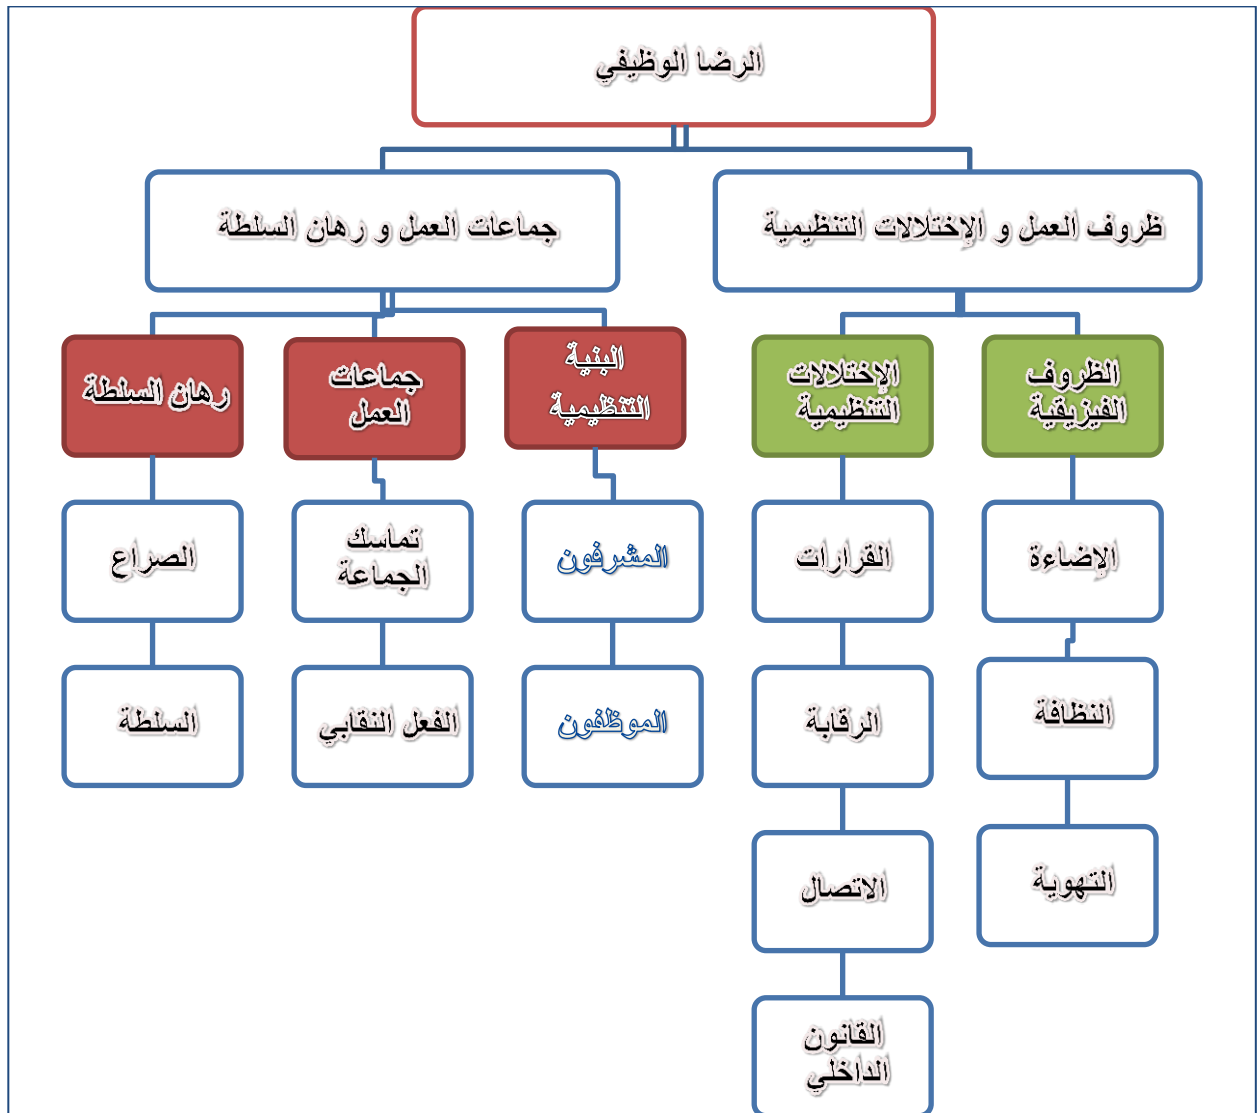 الرضا الوظيفي
ظروف العمل و الإختلالات التنظيمية
جماعات العمل و رهان السلطة
الظروف
الفيزيقية
الإختلالات
التنظيمية
البنية
التنظيمية
جماعات
العمل
رهان السلطة
الإضاءة
القرارات
المشرفون
تماسك
الجماعة
الصراع
النظافة
الرقابة
الموظفون
الفعل النقابي
السلطة
التهوية
الاتصال
القانون
الداخلي